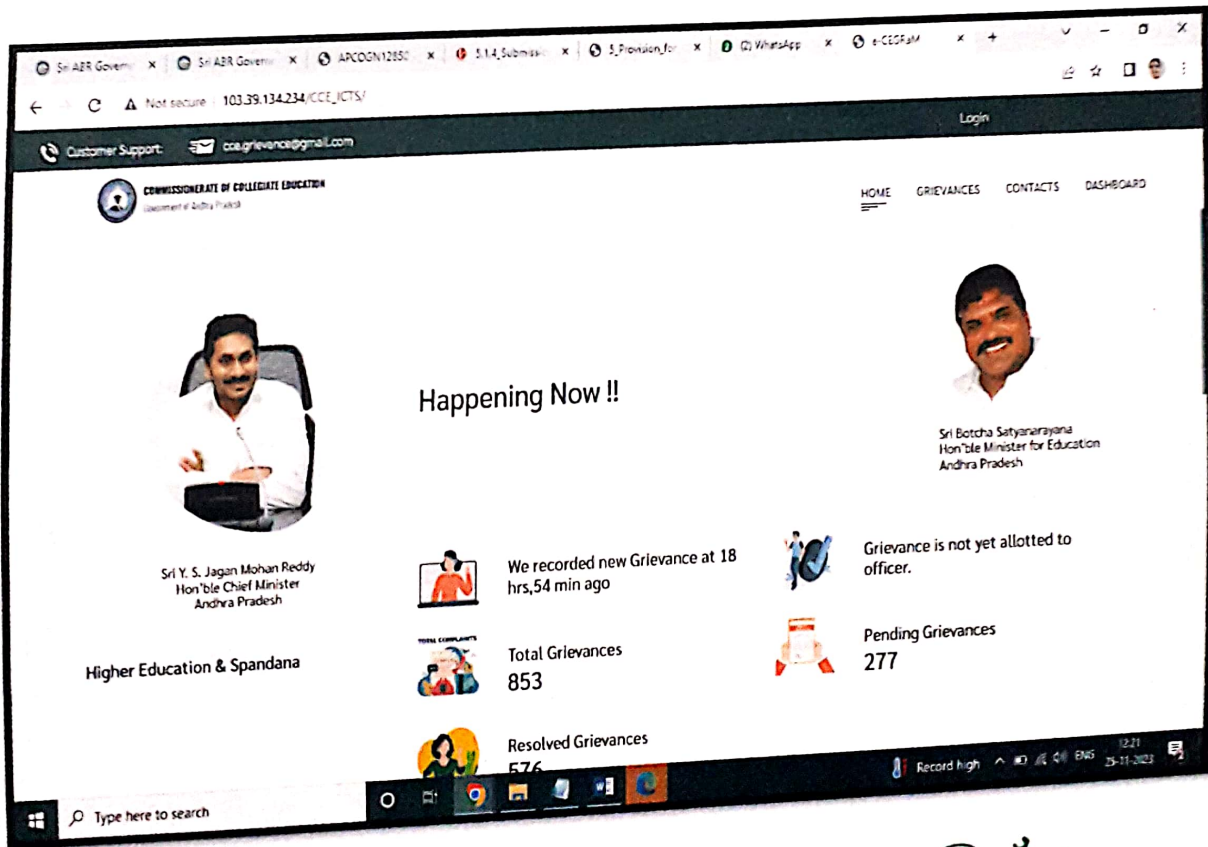 Sri ABR Govern
Sri ABR Govern
APCOGN12850
5.1.4_Submiss
5_Provision_for
(2) WhatsApp
e-CEGRaM
Not secure
103.39.134.234/CCE_ICTS/
Customer Support:
cce.grievance@gmail.com
Login
COMMISSIONERATE OF COLLEGIATE EDUCATION
Government of Andhra Pradesh
HOME
GRIEVANCES
CONTACTS
DASHBOARD
Happening Now !!
Sri Botcha Satyanarayana
Hon"ble Minister for Education
Andhra Pradesh
Sri Y. S. Jagan Mohan Reddy
Hon'ble Chief Minister
Andhra Pradesh
Higher Education & Spandana
We recorded new Grievance at 18
hrs,54 min ago
Grievance is not yet allotted to
officer.
TOTAL COMPLAINTS
Total Grievances
853
Pending Grievances
277
Resolved Grievances
576
Type here to search
Record high
ENG
12:21
25-11-2023